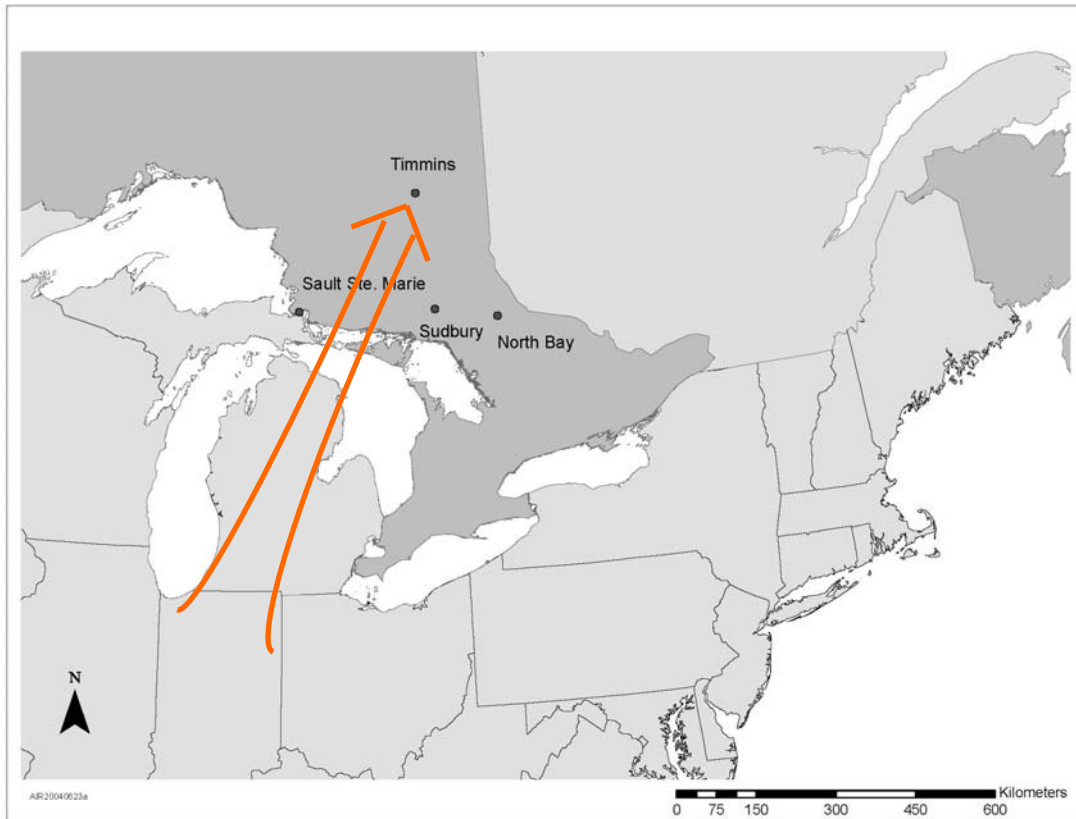 Timmins
Sault Ste. Marie
Sudbury
North Bay
N
AIR20040623a
Kilometers
0 75 150 300 450 600